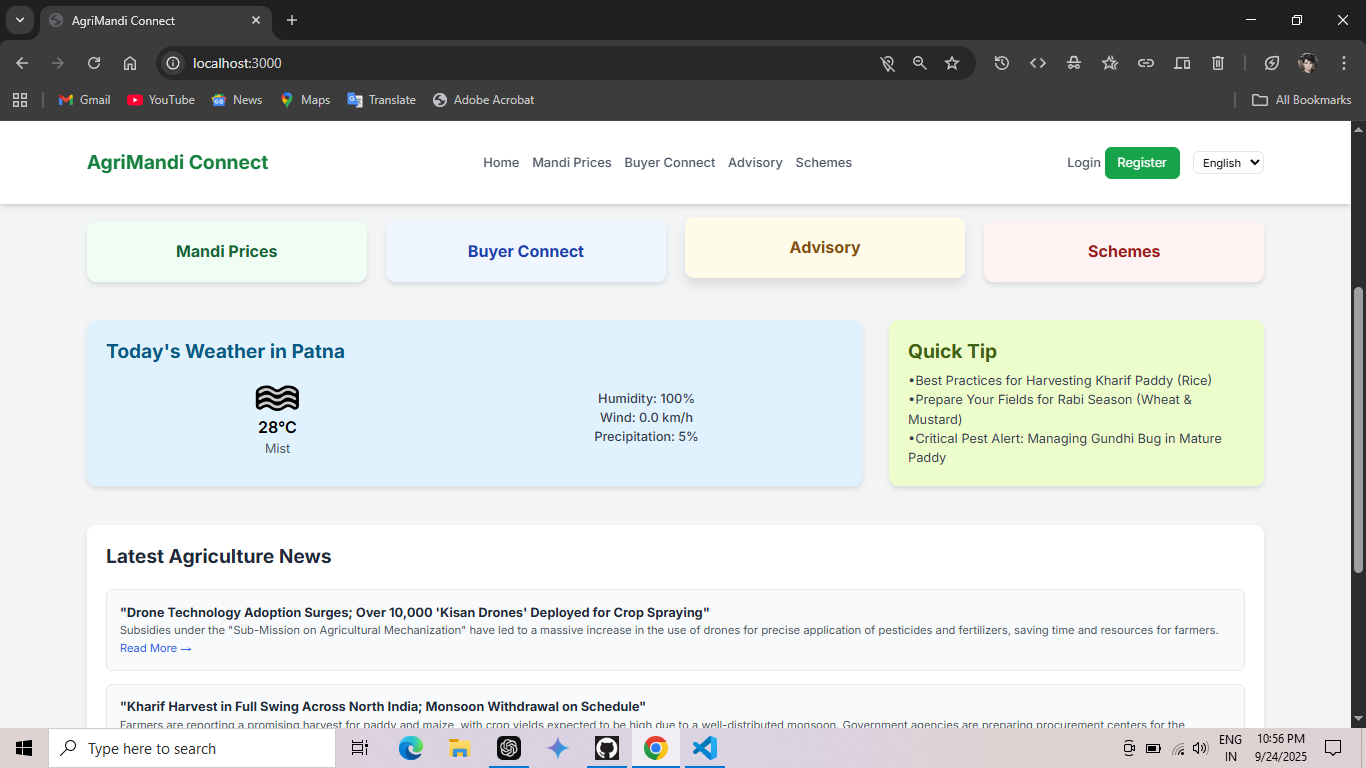 AgriMandi Connect
localhost:3000
Gmail
YouTube
News
Maps
Translate
Adobe Acrobat
All Bookmarks
AgriMandi Connect
Home
Mandi Prices
Buyer Connect
Advisory
Schemes
Login
Register
English
Mandi Prices
Buyer Connect
Advisory
Schemes
Today's Weather in Patna
28°C
Mist
Humidity: 100%
Wind: 0.0 km/h
Precipitation: 5%
Quick Tip
•Best Practices for Harvesting Kharif Paddy (Rice)
•Prepare Your Fields for Rabi Season (Wheat &
Mustard)
•Critical Pest Alert: Managing Gundhi Bug in Mature
Paddy
Latest Agriculture News
"Drone Technology Adoption Surges; Over 10,000 'Kisan Drones' Deployed for Crop Spraying"
Subsidies under the "Sub-Mission on Agricultural Mechanization" have led to a massive increase in the use of drones for precise application of pesticides and fertilizers, saving time and resources for farmers.
Read More →
"Kharif Harvest in Full Swing Across North India; Monsoon Withdrawal on Schedule"
Farmers are reporting a promising harvest for paddy and maize, with crop yields expected to be high due to a well-distributed monsoon. Government agencies are preparing procurement centers for the
Type here to search
ENG
IN
10:56 PM
9/24/2025